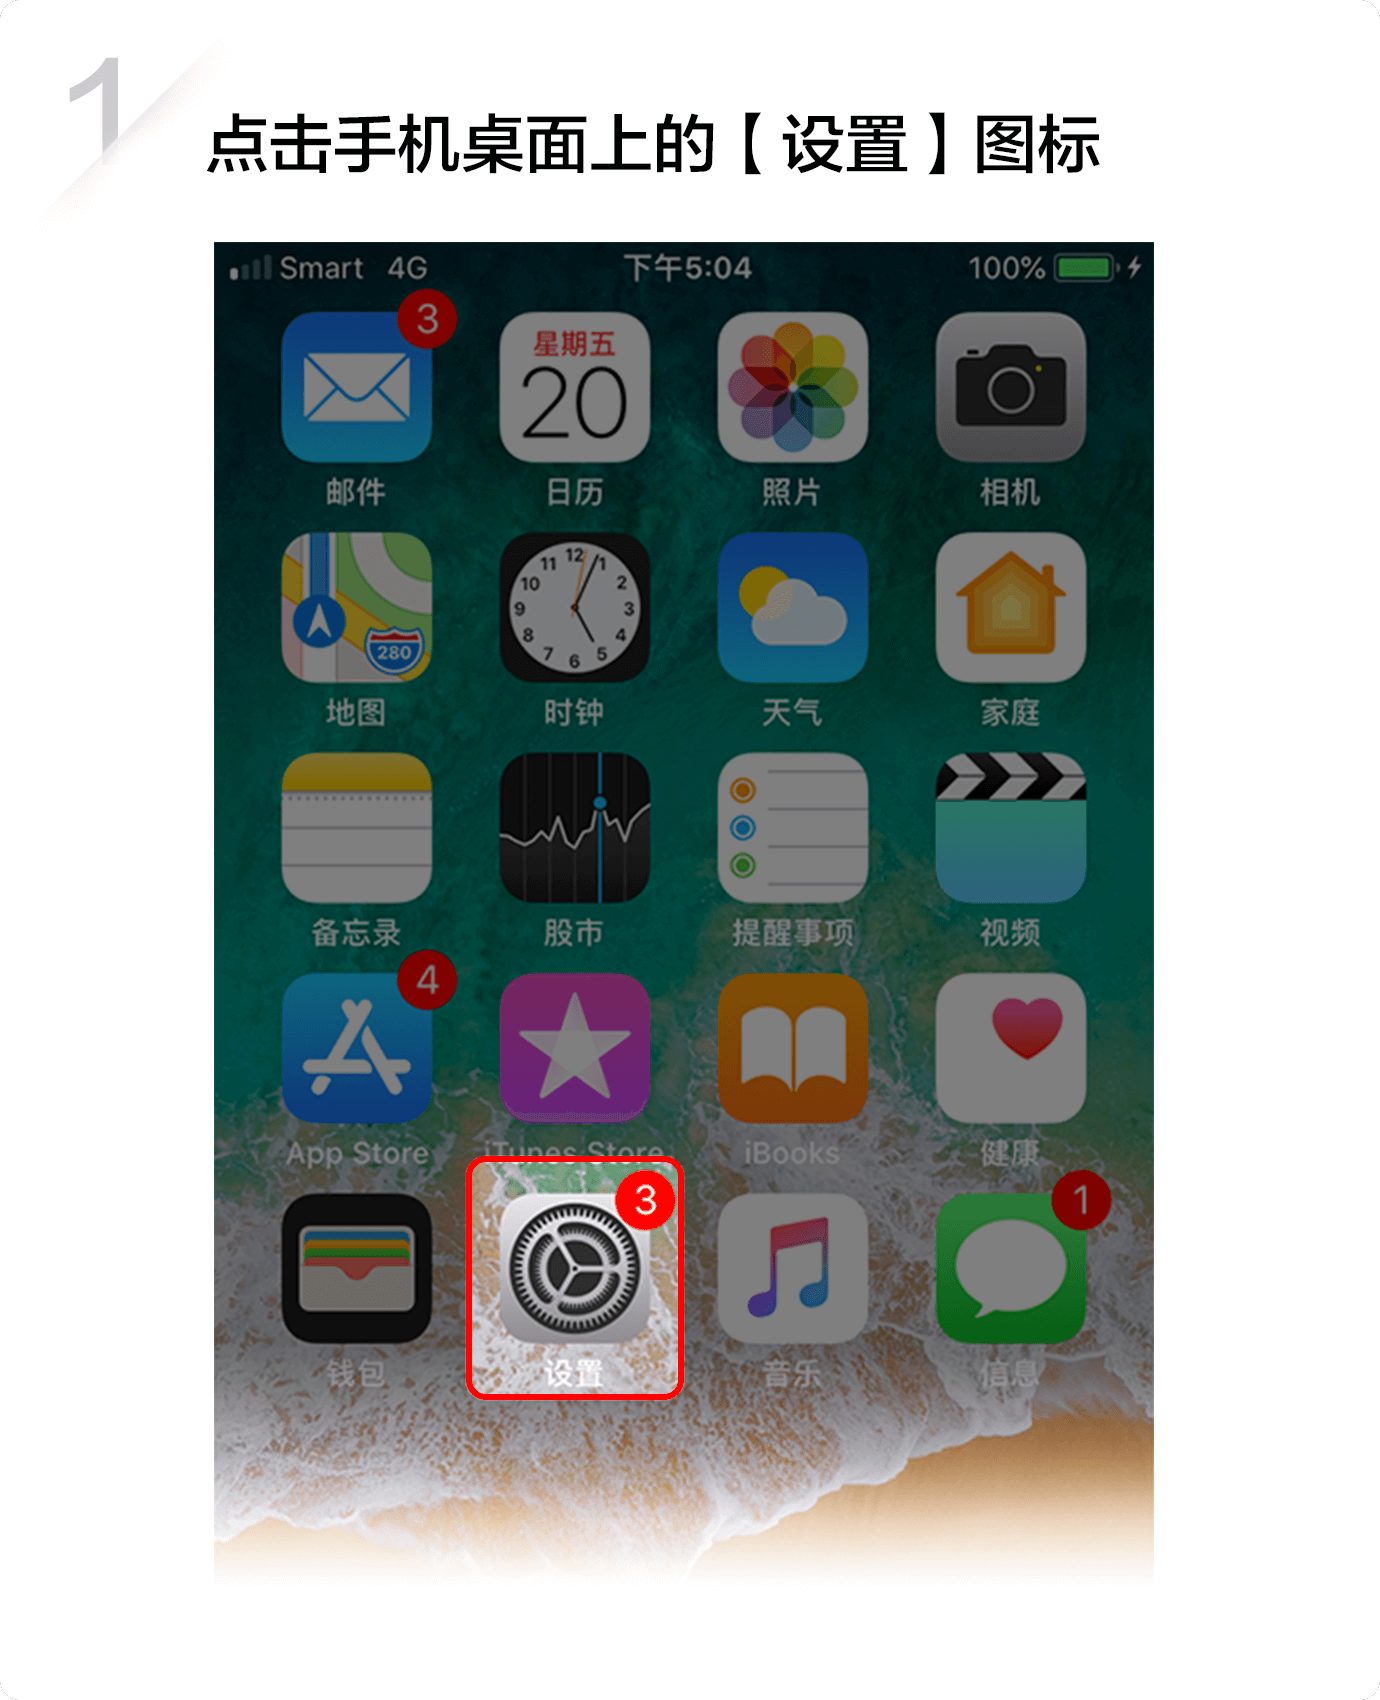 1
点击手机桌面上的【设置】图标
Smart 4G 下午5:04 100%
3
星期五
20
邮件 日历 照片 相机
12
11 1
10 2
9 3
8 4
7 6 5
280
地图 时钟 天气 家庭
备忘录 股市 提醒事项 视频
4
App Store iTunes Store iBooks 健康
3 1
钱包 设置 音乐 信息